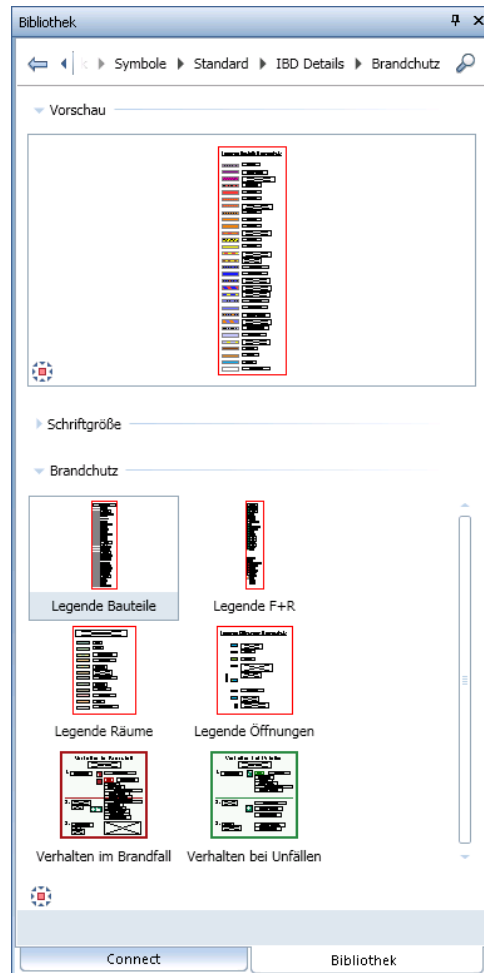 Bibliothek
Symbole Standard IBD Details Brandchutz
Vorschau
Schriftgröße
Brandchutz
Legende Bauteile Legende F+R
Legende Räume Legende Öffnungen
Verhalten im Brandfall Verhalten bei Unfällen
Connect Bibliothek